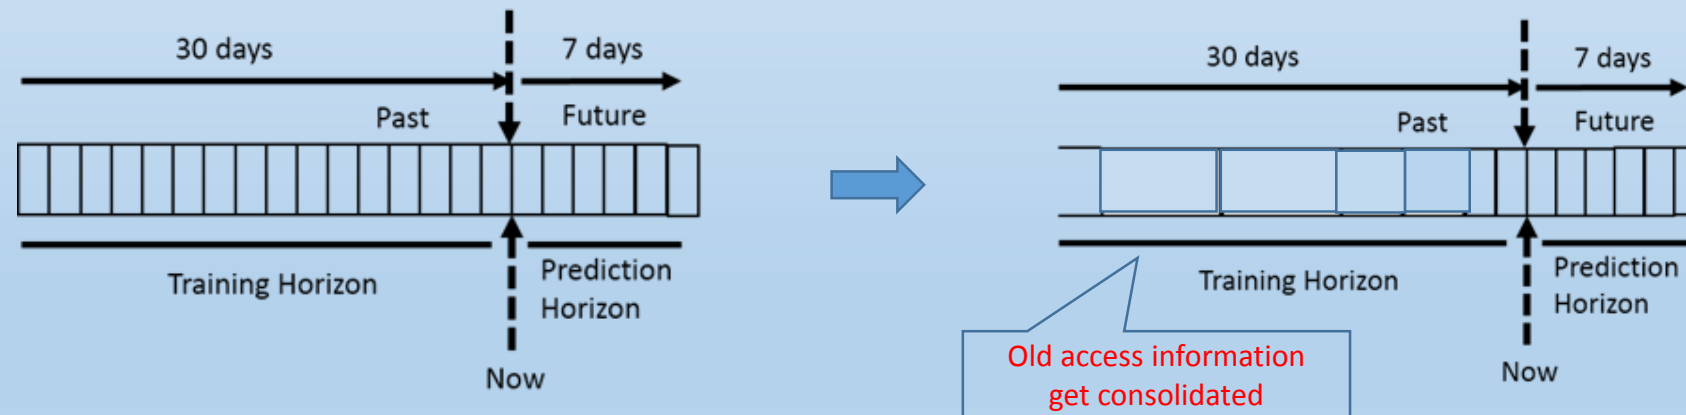 30 days
7 days
Past
Future
Training Horizon
Prediction
Horizon
Now
30 days
7 days
Past
Future
Training Horizon
Prediction
Horizon
Old access information
get consolidated
Now